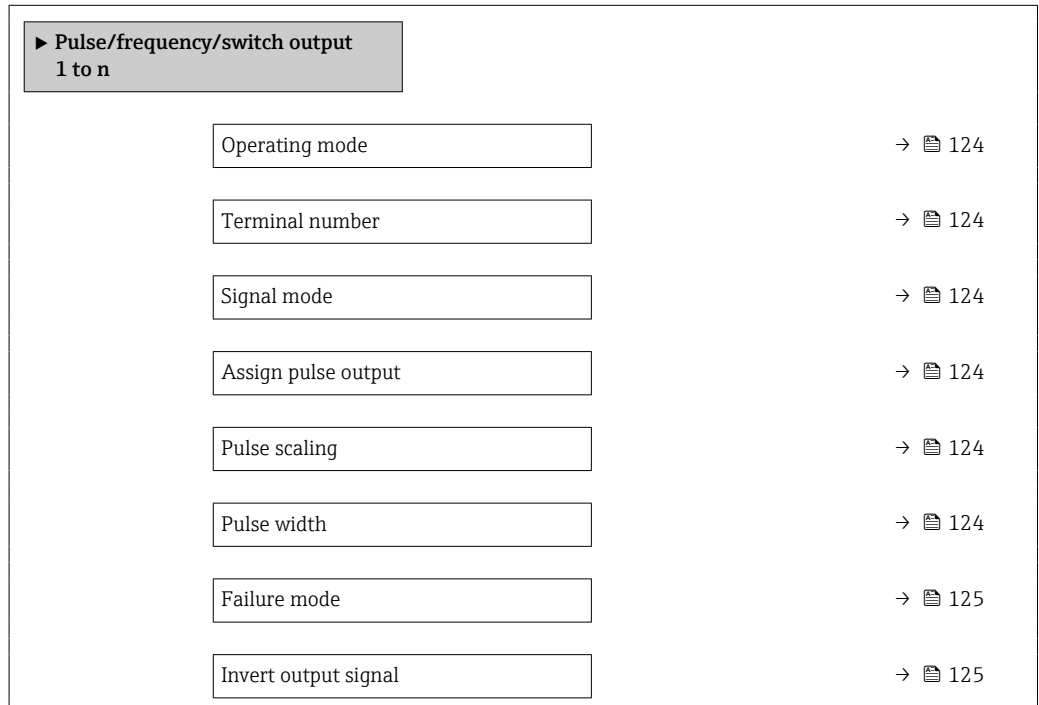 ▶ Pulse/frequency/switch output
1 to n
Operating mode → 124
Terminal number → 124
Signal mode → 124
Assign pulse output → 124
Pulse scaling → 124
Pulse width → 124
Failure mode → 125
Invert output signal → 125